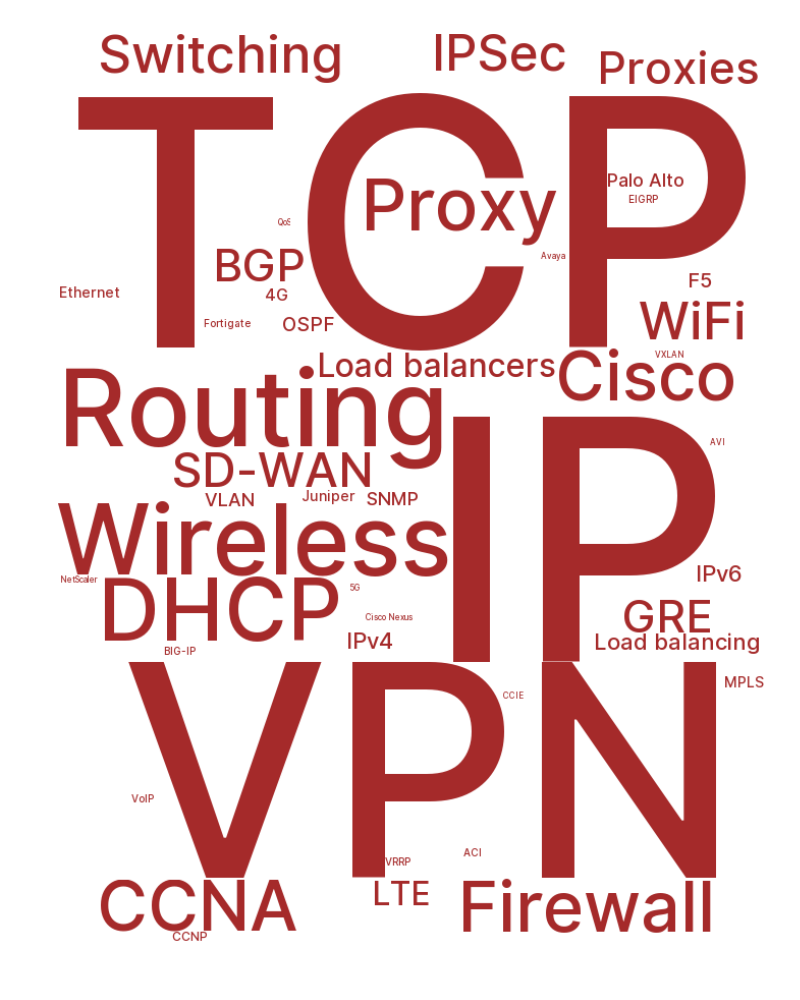 Switching
IPSec
Proxies
TCP
Proxy
Palo Alto
EIGRP
QoS
BGP
Avaya
Ethernet
4G
F5
Fortigate
OSPF
WiFi
Load balancers
VXLAN
Cisco
Routing
IP
AVI
SD-WAN
VLAN
Juniper
SNMP
Wireless
NetScaler
DHCP
5G
IPv6
Cisco Nexus
GRE
IPv4
Load balancing
BIG-IP
VPN
MPLS
CCIE
VoIP
ACI
VRRP
CCNA
LTE
Firewall
CCNP